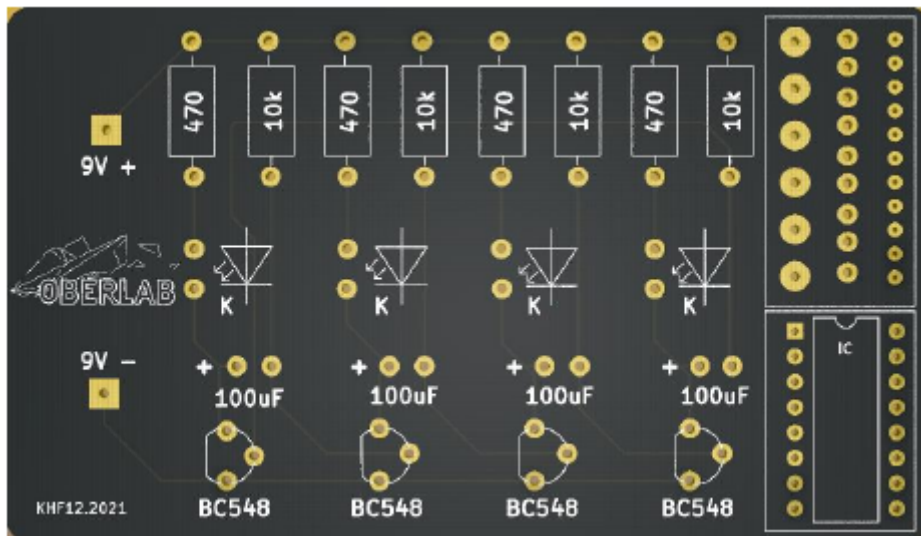 470 10k 470 10k 470 10k 470 10k
9V +
OBERLAB
K K K K
9V -
IC
+ + + +
100uF 100uF 100uF 100uF
BC548 BC548 BC548 BC548
KHF12.2021